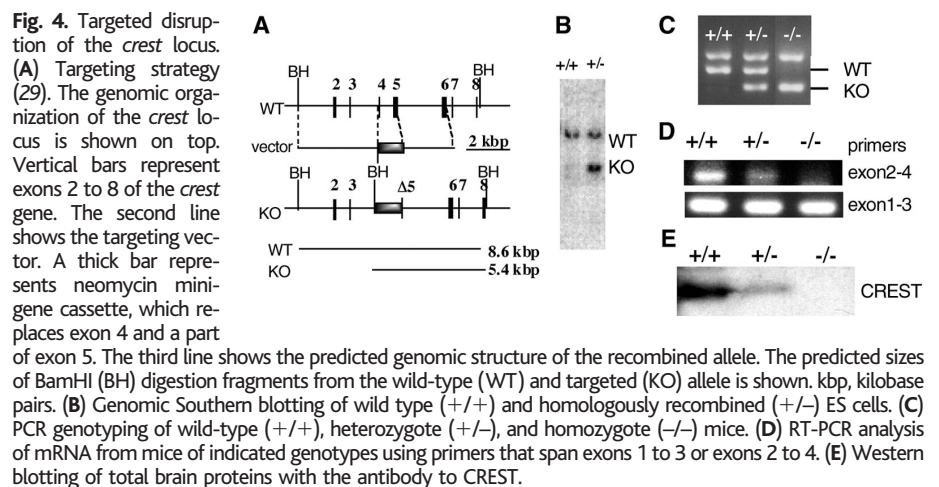 Fig. 4. Targeted disrup-
tion of the crest locus.
(A) Targeting strategy
(29). The genomic orga-
nization of the crest lo-
cus is shown on top.
Vertical bars represent
exons 2 to 8 of the crest
gene. The second line
shows the targeting vec-
tor. A thick bar repre-
sents neomycin mini-
gene cassette, which re-
places exon 4 and a part
of exon 5. The third line shows the predicted genomic structure of the recombined allele. The predicted sizes
of BamHI (BH) digestion fragments from the wild-type (WT) and targeted (KO) allele is shown. kbp, kilobase
pairs. (B) Genomic Southern blotting of wild type (+/+) and homologously recombined (+/–) ES cells. (C)
PCR genotyping of wild-type (+/+), heterozygote (+/–), and homozygote (–/–) mice. (D) RT-PCR analysis
of mRNA from mice of indicated genotypes using primers that span exons 1 to 3 or exons 2 to 4. (E) Western
blotting of total brain proteins with the antibody to CREST.
A
BH BH
2 3 4 5 6 7 8
WT
vector 2 kbp
BH BH BH
2 3 Δ5 6 7 8
KO
WT 8.6 kbp
KO 5.4 kbp
B
+/+ +/-
WT
KO
C
+/+ +/- -/-
WT
KO
D
+/+ +/- -/- primers
exon2-4
exon1-3
E
+/+ +/- -/-
CREST